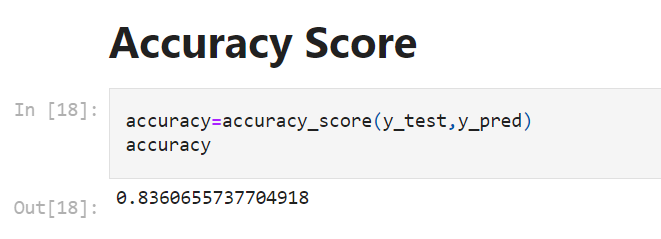 Accuracy Score
In [18]:
accuracy=accuracy_score(y_test,y_pred)
accuracy
Out[18]:
0.8360655737704918